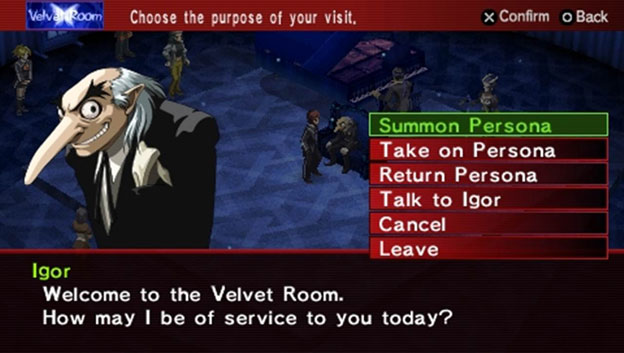 Velvet Room
Choose the purpose of your visit.
Confirm
Back
Summon Persona
Take on Persona
Return Persona
Talk to Igor
Cancel
Leave
Igor
Welcome to the Velvet Room.
How may I be of service to you today?